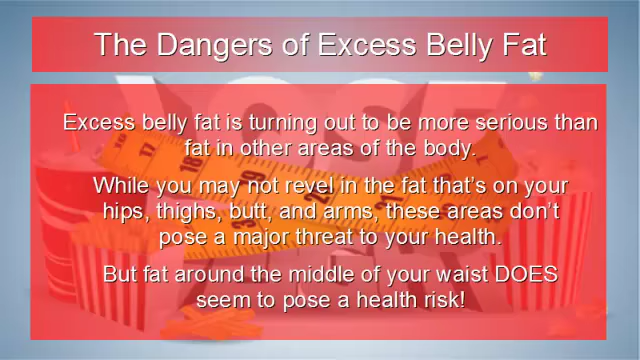 The Dangers of Excess Belly Fat
Excess belly fat is turning out to be more serious than
fat in other areas of the body.
While you may not revel in the fat that's on your
hips, thighs, butt, and arms, these areas don't
pose a major threat to your health.
But fat around the middle of your waist DOES
seem to pose a health risk!